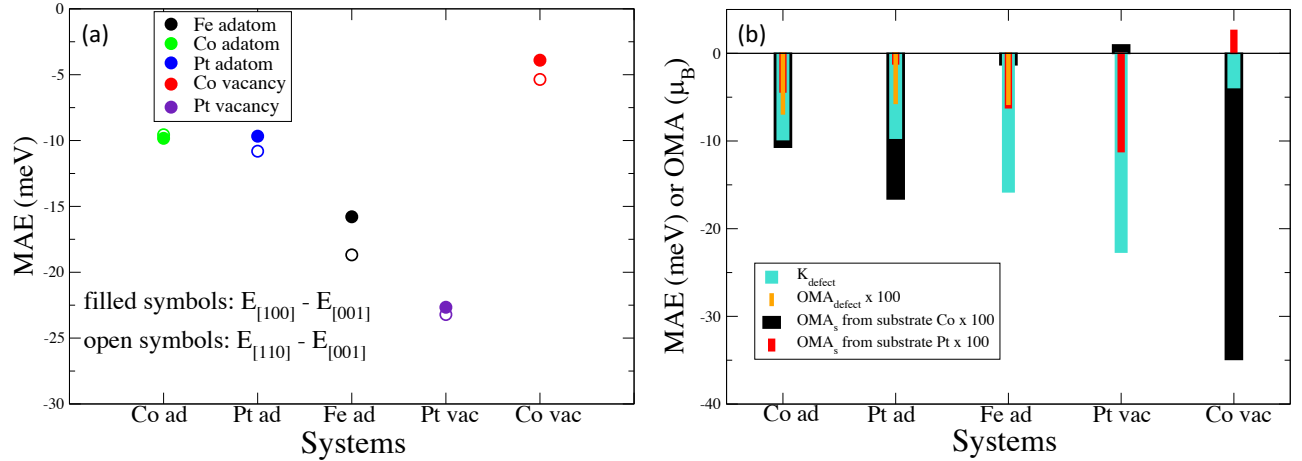 (a)
Fe adatom
Co adatom
Pt adatom
Co vacancy
Pt vacancy
0
-5
-10
-15
-20
-25
-30
MAE (meV)
filled symbols: E[100] - E[001]
open symbols: E[110] - E[001]
Co ad Pt ad Fe ad Pt vac Co vac
Systems
(b)
0
-10
-20
-30
-40
MAE (meV) or OMA (μB)
Kdefect
OMAdefect x 100
OMAs from substrate Co x 100
OMAs from substrate Pt x 100
Co ad Pt ad Fe ad Pt vac Co vac
Systems